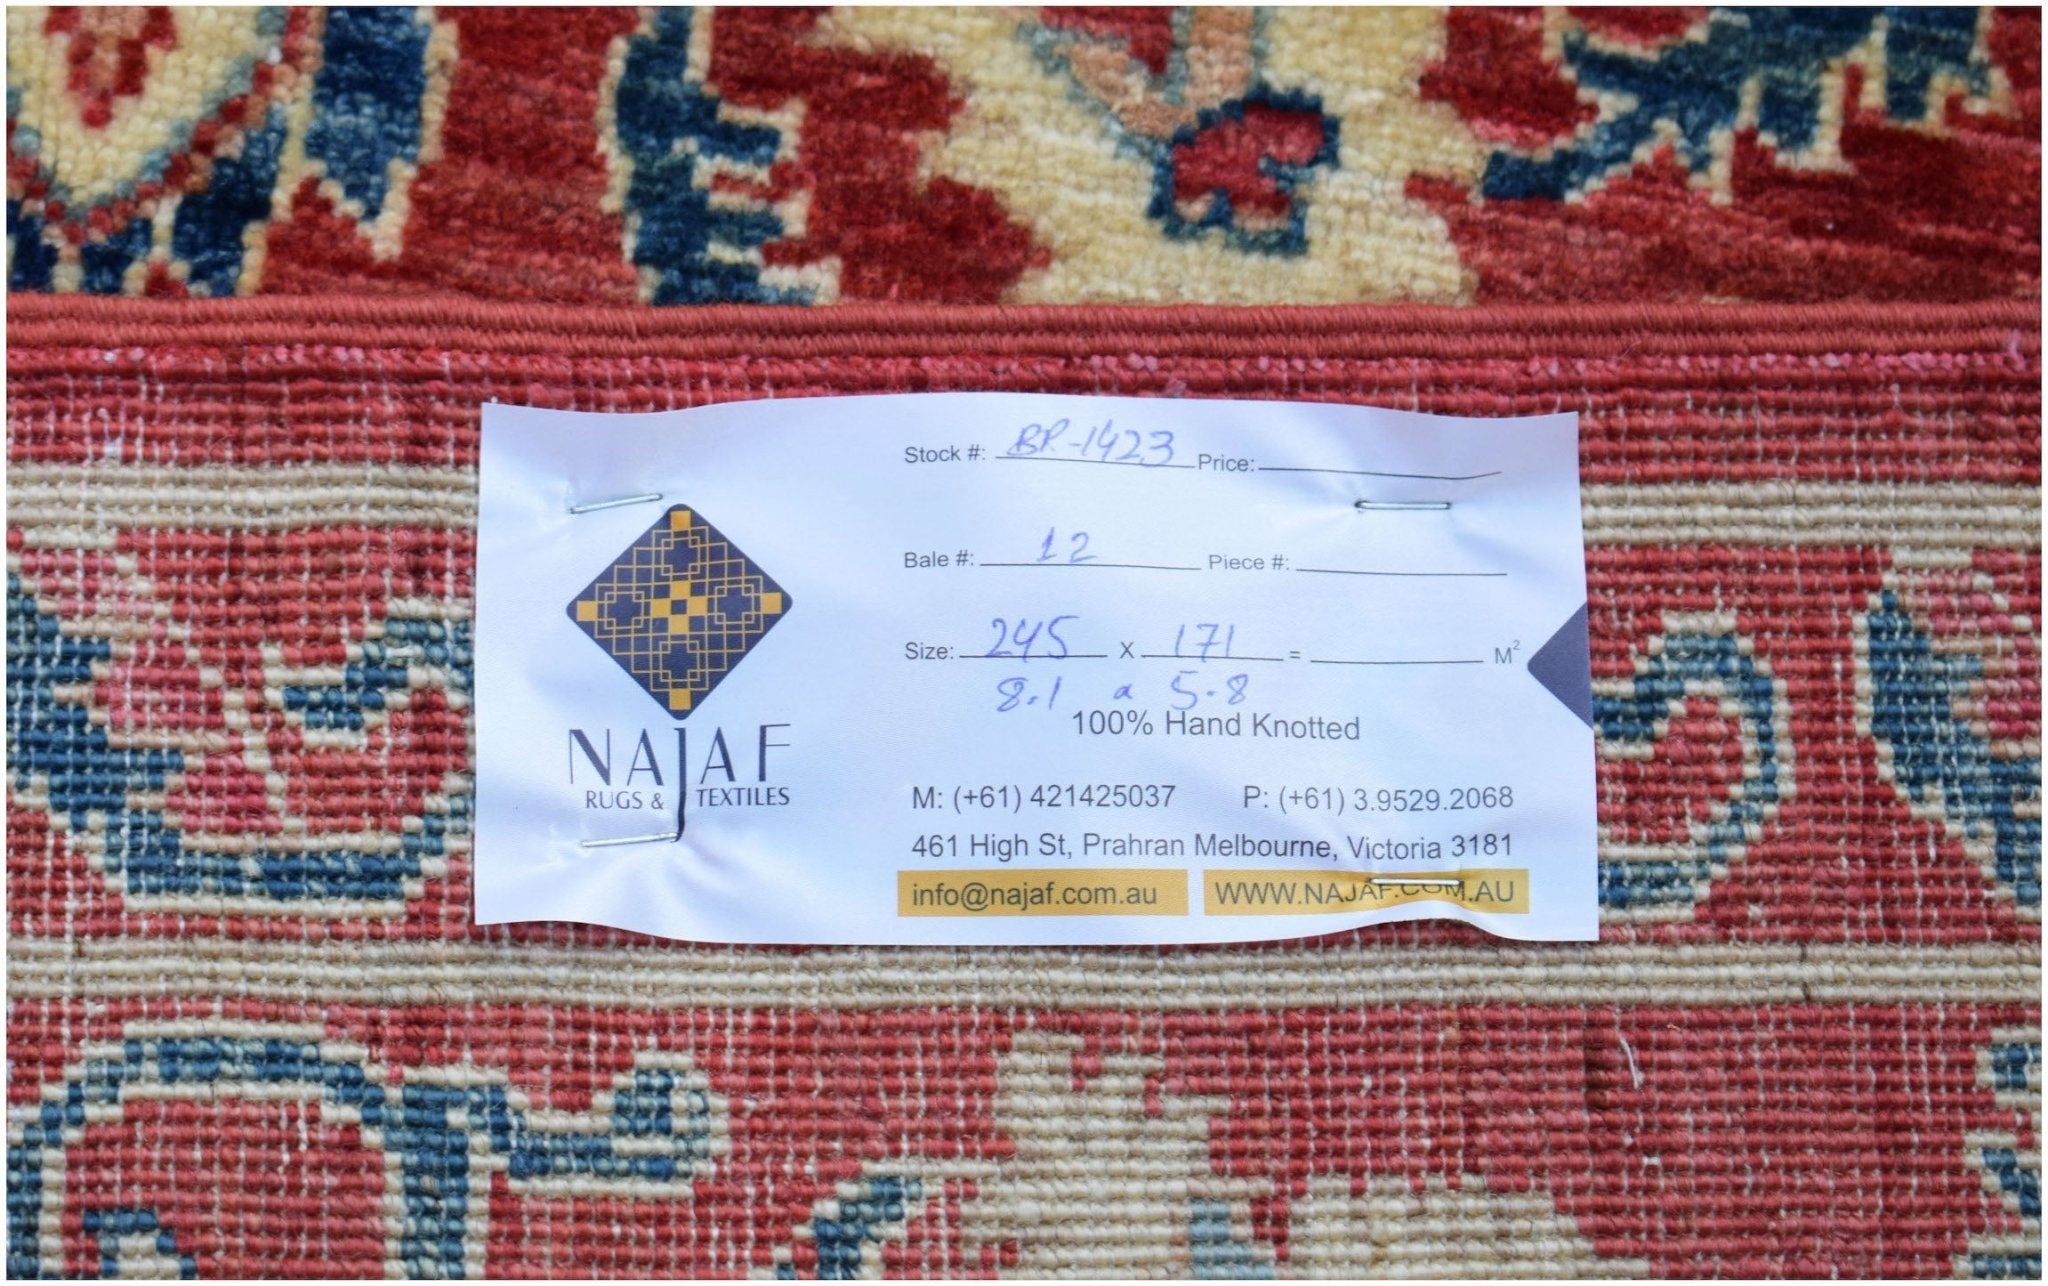 Stock #: BR-1423 Price:
Bale #: 12 Piece #:
Size: 245 X 171 = M²
8.1 x 5.8
100% Hand Knotted
NAJAF
RUGS & TEXTILES
M: (+61) 421425037 P: (+61) 3.9529.2068
461 High St, Prahran Melbourne, Victoria 3181
info@najaf.com.au WWW.NAJAF.COM.AU